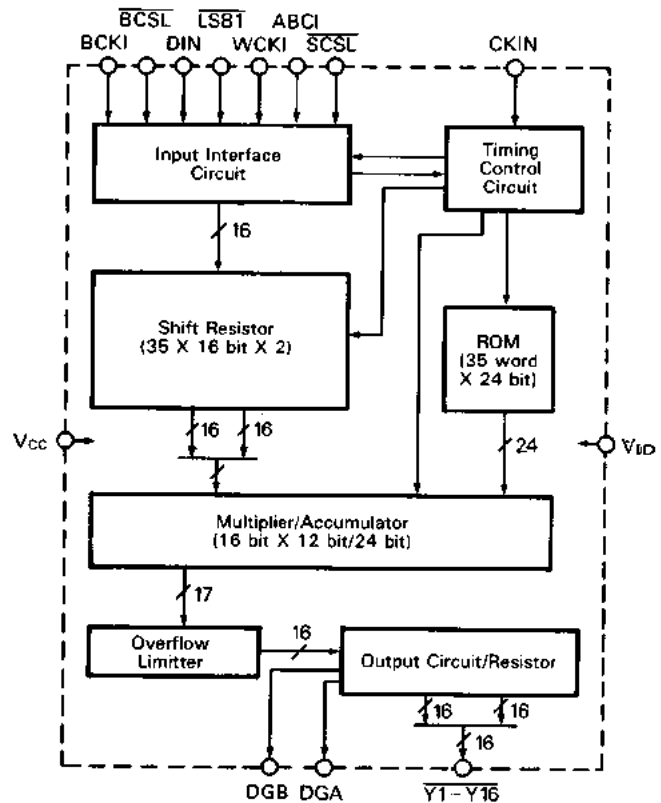 BCSL LSB1 ABCI
BCKI DIN WCKI SCSL CKIN
Input Interface
Circuit
Timing
Control
Circuit
16
Shift Resistor
(35 X 16 bit X 2)
ROM
(35 word
X 24 bit)
16 16
24
VCC
VDD
Multiplier/Accumulator
(16 bit X 12 bit/24 bit)
17
Overflow
Limitter
16
Output Circuit/Resistor
16 16
16
DGB DGA Y1-Y16